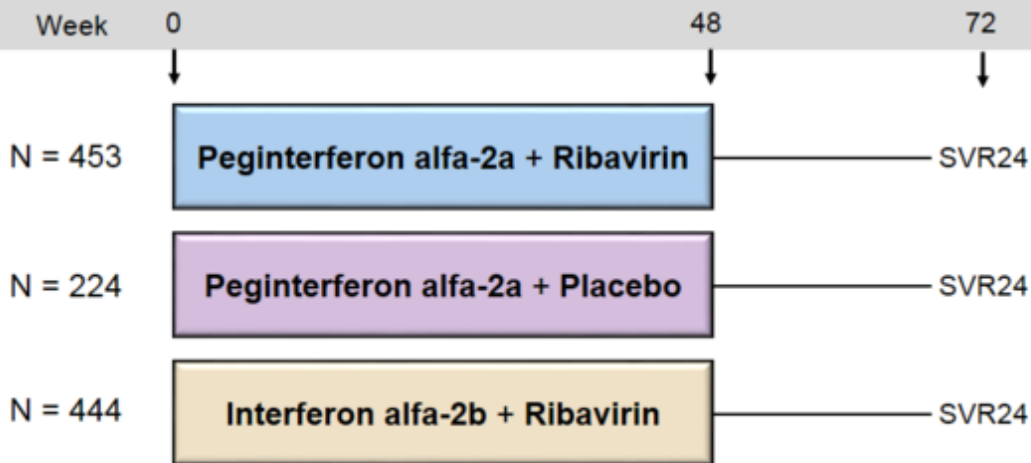 Week 0 48 72
N = 453 Peginterferon alfa-2a + Ribavirin SVR24
N = 224 Peginterferon alfa-2a + Placebo SVR24
N = 444 Interferon alfa-2b + Ribavirin SVR24